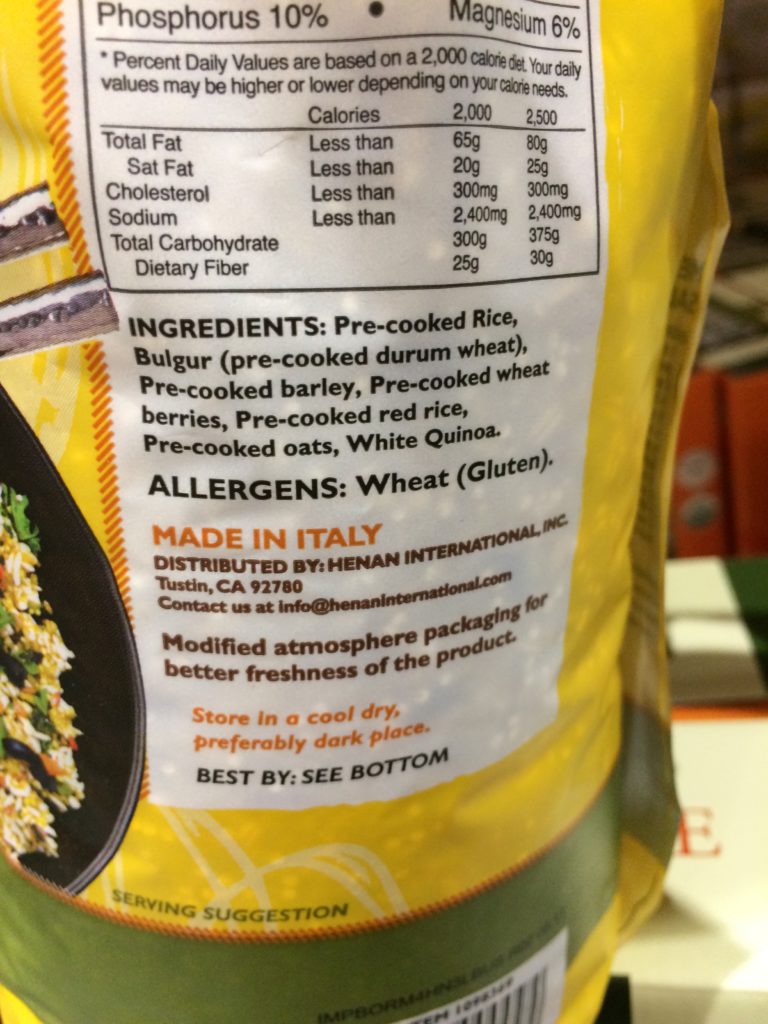 Phosphorus 10% • Magnesium 6%
* Percent Daily Values are based on a 2,000 calorie diet. Your daily
values may be higher or lower depending on your calorie needs.
Calories 2,000 2,500
Total Fat Less than 65g 80g
Sat Fat Less than 20g 25g
Cholesterol Less than 300mg 300mg
Sodium Less than 2,400mg 2,400mg
Total Carbohydrate 300g 375g
Dietary Fiber 25g 30g
INGREDIENTS: Pre-cooked Rice,
Bulgur (pre-cooked durum wheat),
Pre-cooked barley, Pre-cooked wheat
berries, Pre-cooked red rice,
Pre-cooked oats, White Quinoa.
ALLERGENS: Wheat (Gluten).
MADE IN ITALY
DISTRIBUTED BY: HENAN INTERNATIONAL, INC.
Tustin, CA 92780
Contact us at info@henaninternational.com
Modified atmosphere packaging for
better freshness of the product.
Store in a cool dry,
preferably dark place.
BEST BY: SEE BOTTOM
SERVING SUGGESTION
E